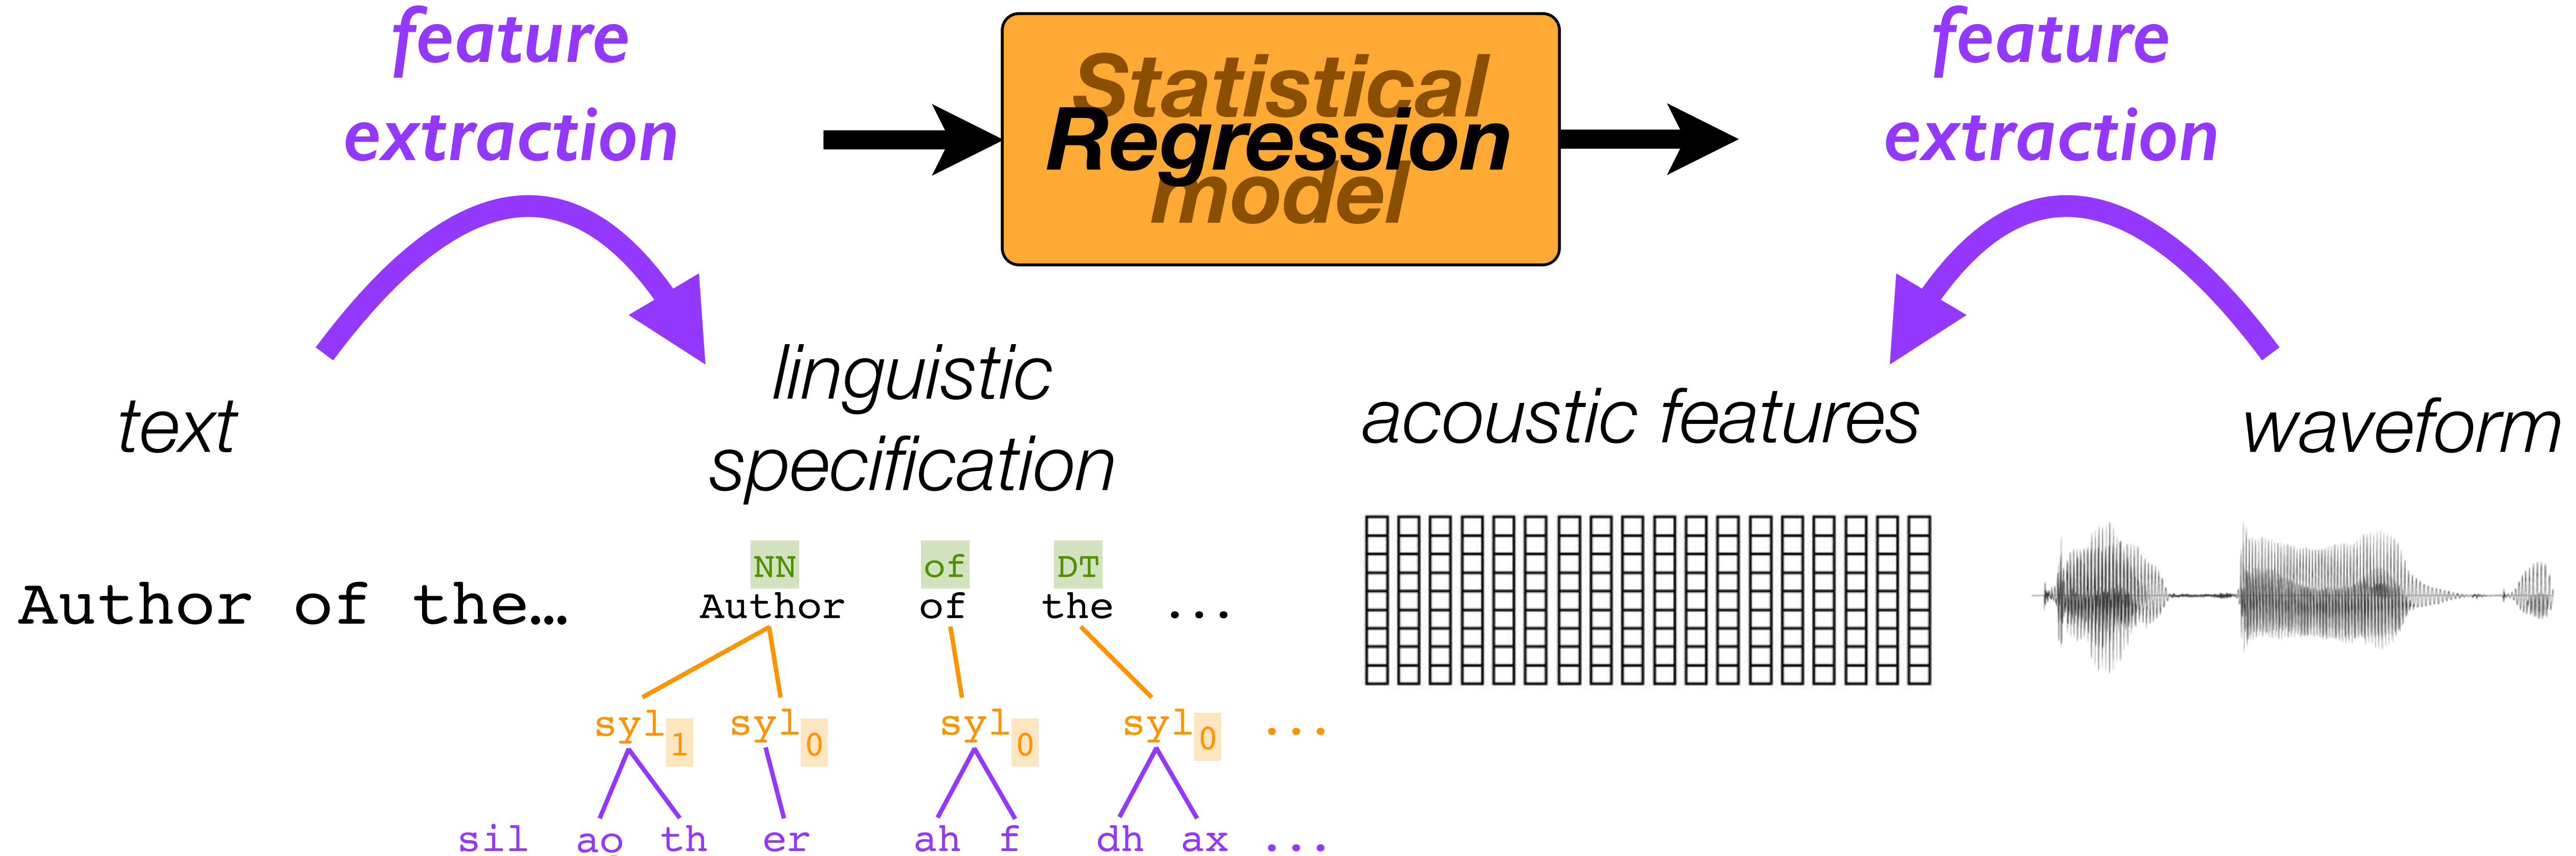 feature
extraction
Statistical
Regression
model
feature
extraction
text
linguistic
specification
acoustic features
waveform
Author of the…
NN of DT
Author of the ...
syl1 syl0 syl0 syl0 ...
sil ao th er ah f dh ax ...